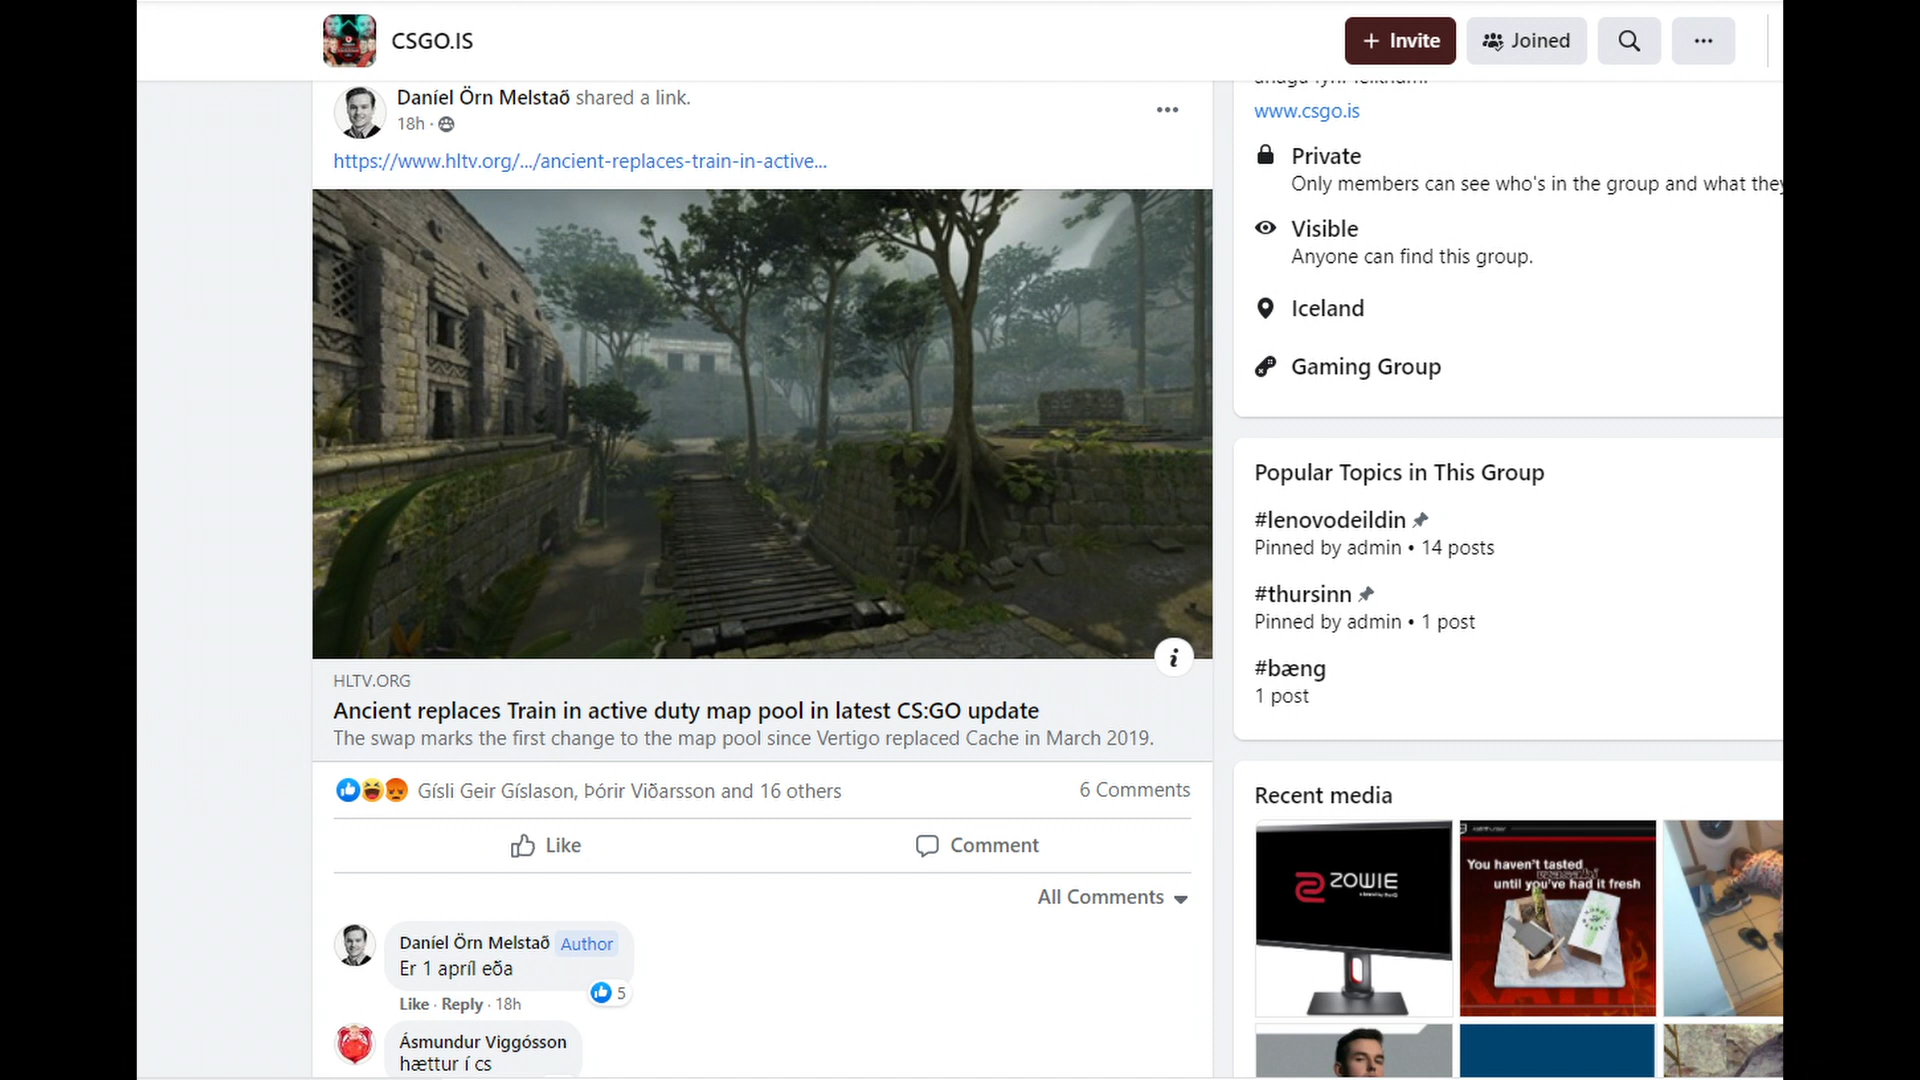 CSGO.IS
+ Invite
Joined
Daníel Örn Melstað shared a link.
18h ·
https://www.hltv.org/.../ancient-replaces-train-in-active...
HLTV.ORG
Ancient replaces Train in active duty map pool in latest CS:GO update
The swap marks the first change to the map pool since Vertigo replaced Cache in March 2019.
Gísli Geir Gíslason, Þórir Viðarsson and 16 others
6 Comments
Like
Comment
All Comments
Daníel Örn Melstað Author
Er 1 apríl eða
5
Like · Reply · 18h
Ásmundur Viggósson
hættur í cs
www.csgo.is
Private
Only members can see who's in the group and what they
Visible
Anyone can find this group.
Iceland
Gaming Group
Popular Topics in This Group
#lenovodeildin
Pinned by admin • 14 posts
#thursinn
Pinned by admin • 1 post
#bæng
1 post
Recent media
ZOWIE
You haven't tasted
wasabi
until you've had it fresh